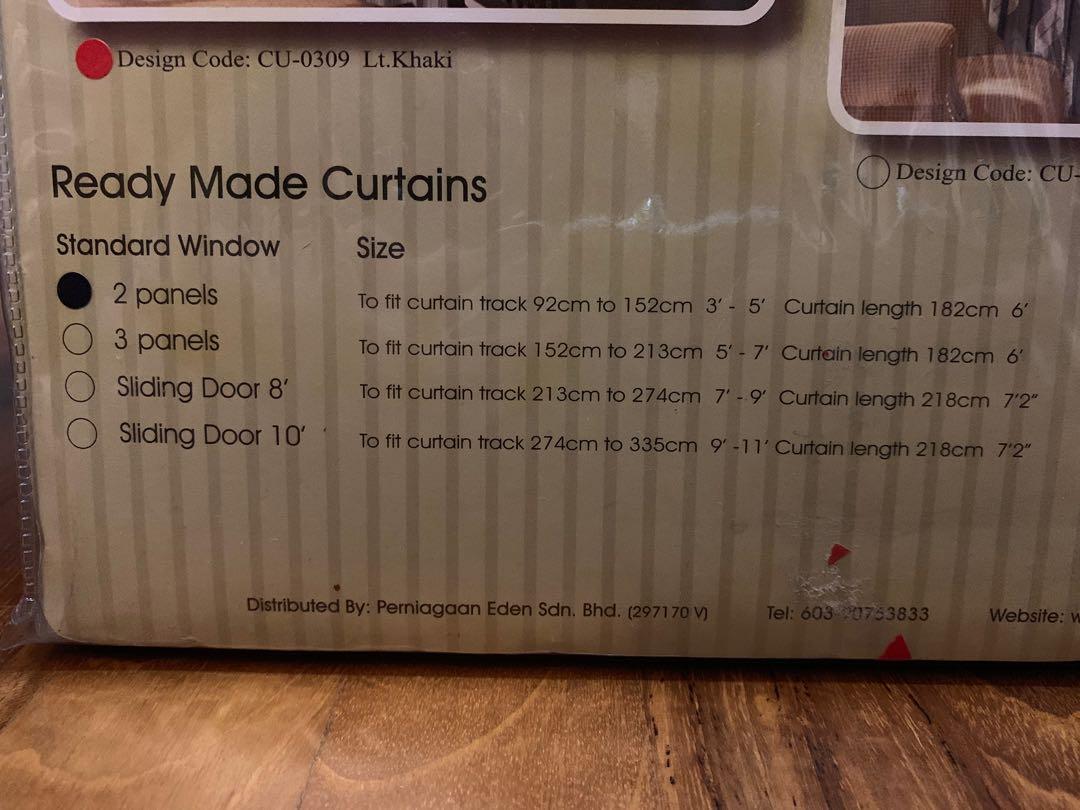 Design Code: CU-0309 Lt.Khaki
Design Code: CU-
Ready Made Curtains
Standard Window Size
2 panels To fit curtain track 92cm to 152cm 3' - 5' Curtain length 182cm 6'
3 panels To fit curtain track 152cm to 213cm 5' - 7' Curtain length 182cm 6'
Sliding Door 8' To fit curtain track 213cm to 274cm 7' - 9' Curtain length 218cm 7'2"
Sliding Door 10' To fit curtain track 274cm to 335cm 9' -11' Curtain length 218cm 7'2"
Distributed By: Perniagaan Eden Sdn. Bhd. (297170 V) Tel: 603- Website: